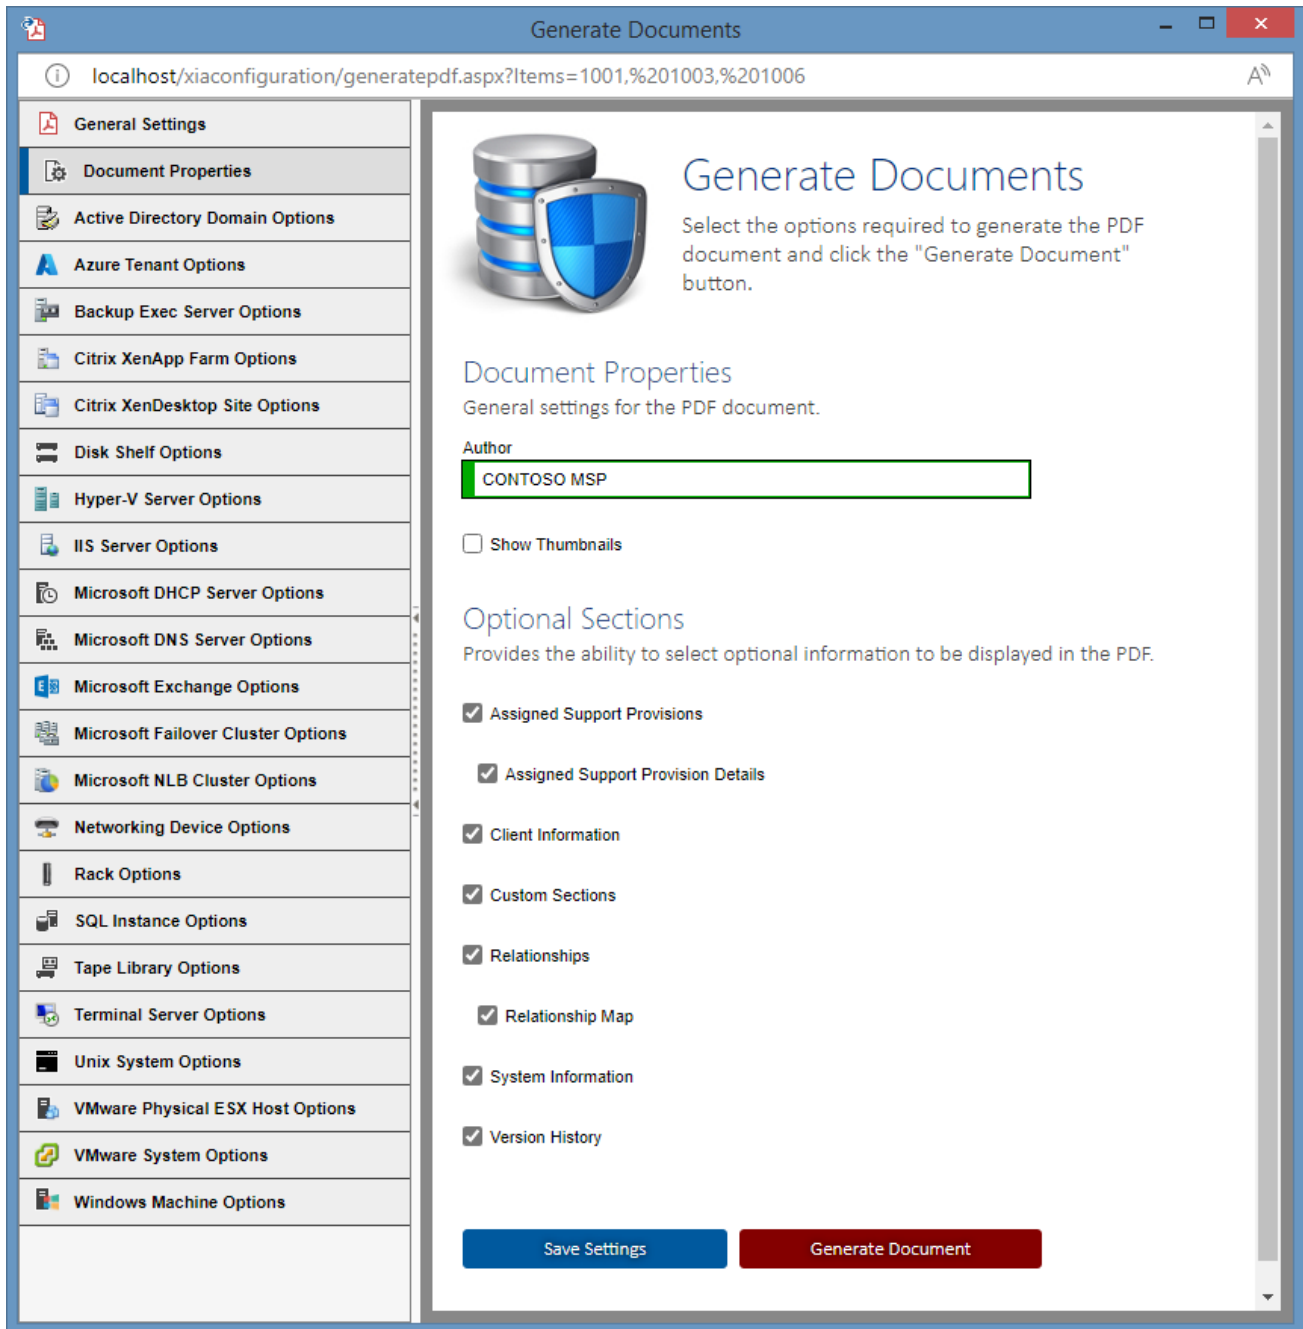 Generate Documents
localhost/xiaconfiguration/generatepdf.aspx?Items=1001,%201003,%201006
General Settings
Document Properties
Active Directory Domain Options
Azure Tenant Options
Backup Exec Server Options
Citrix XenApp Farm Options
Citrix XenDesktop Site Options
Disk Shelf Options
Hyper-V Server Options
IIS Server Options
Microsoft DHCP Server Options
Microsoft DNS Server Options
Microsoft Exchange Options
Microsoft Failover Cluster Options
Microsoft NLB Cluster Options
Networking Device Options
Rack Options
SQL Instance Options
Tape Library Options
Terminal Server Options
Unix System Options
VMware Physical ESX Host Options
VMware System Options
Windows Machine Options
Generate Documents
Select the options required to generate the PDF
document and click the "Generate Document"
button.
Document Properties
General settings for the PDF document.
Author
CONTOSO MSP
Show Thumbnails
Optional Sections
Provides the ability to select optional information to be displayed in the PDF.
Assigned Support Provisions
Assigned Support Provision Details
Client Information
Custom Sections
Relationships
Relationship Map
System Information
Version History
Save Settings
Generate Document